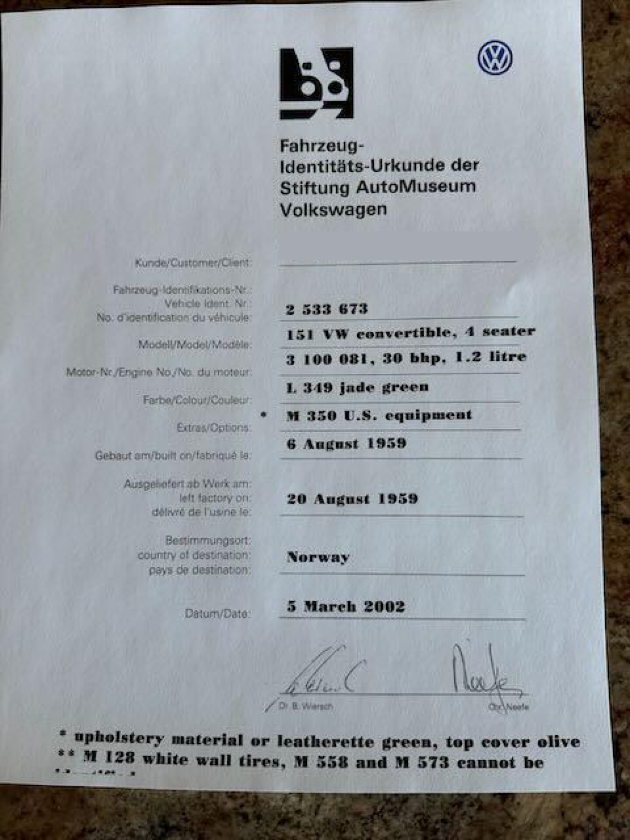 Fahrzeug-
Identitäts-Urkunde der
Stiftung AutoMuseum
Volkswagen
Kunde/Customer/Client:
Fahrzeug-Identifikations-Nr.:
Vehicle Ident. Nr.:
No. d'identification du véhicule:
2 533 673
Modell/Model/Modèle:
151 VW convertible, 4 seater
Motor-Nr./Engine No./No. du moteur:
3 100 081, 30 bhp, 1.2 litre
Farbe/Colour/Couleur:
L 349 jade green
Extras/Options:
* M 350 U.S. equipment
Gebaut am/built on/fabriqué le:
6 August 1959
Ausgeliefert ab Werk am:
left factory on:
délivré de l'usine le:
20 August 1959
Bestimmungsort:
country of destination:
pays de destination:
Norway
Datum/Date:
5 March 2002
Dr. B. Wiersch
Neefe
* upholstery material or leatherette green, top cover olive
** M 128 white wall tires, M 558 and M 573 cannot be